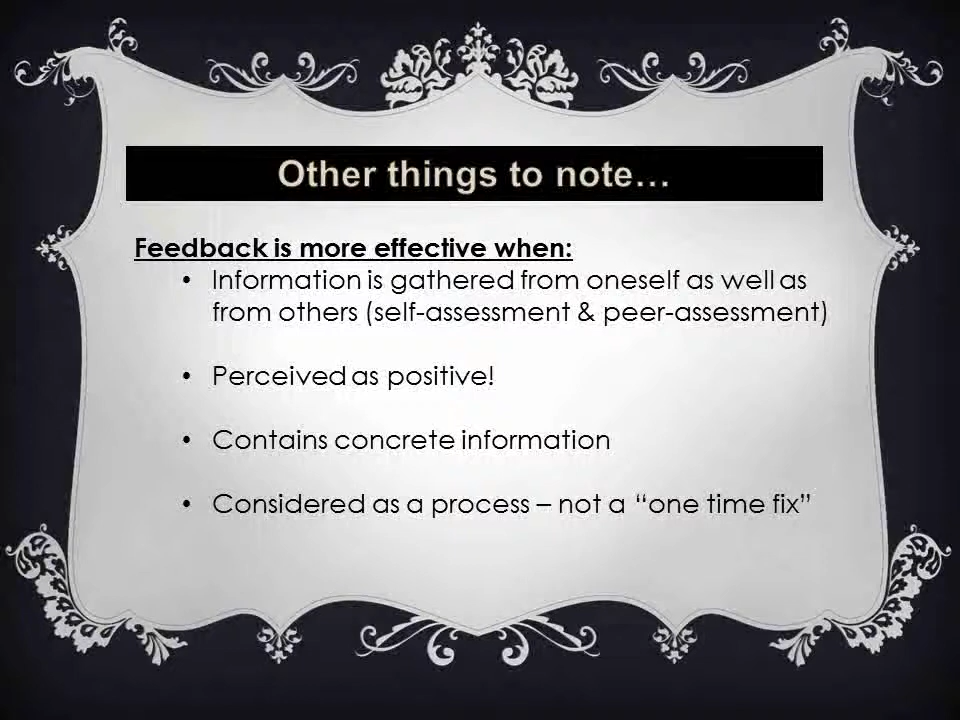 Other things to note…
Feedback is more effective when:
• Information is gathered from oneself as well as
from others (self-assessment & peer-assessment)
• Perceived as positive!
• Contains concrete information
• Considered as a process – not a “one time fix”